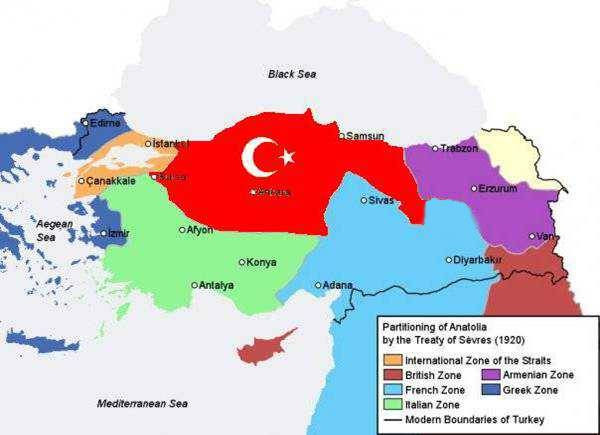 Black Sea
Edirne
İstanbul
Samsun
Trabzon
Çanakkale
Bursa
Ankara
Sivas
Erzurum
Aegean
Sea
İzmir
Afyon
Van
Konya
Diyarbakır
Antalya
Adana
Mediterranean Sea
Partitioning of Anatolia
by the Treaty of Sèvres (1920)
International Zone of the Straits
British Zone
Armenian Zone
French Zone
Greek Zone
Italian Zone
Modern Boundaries of Turkey